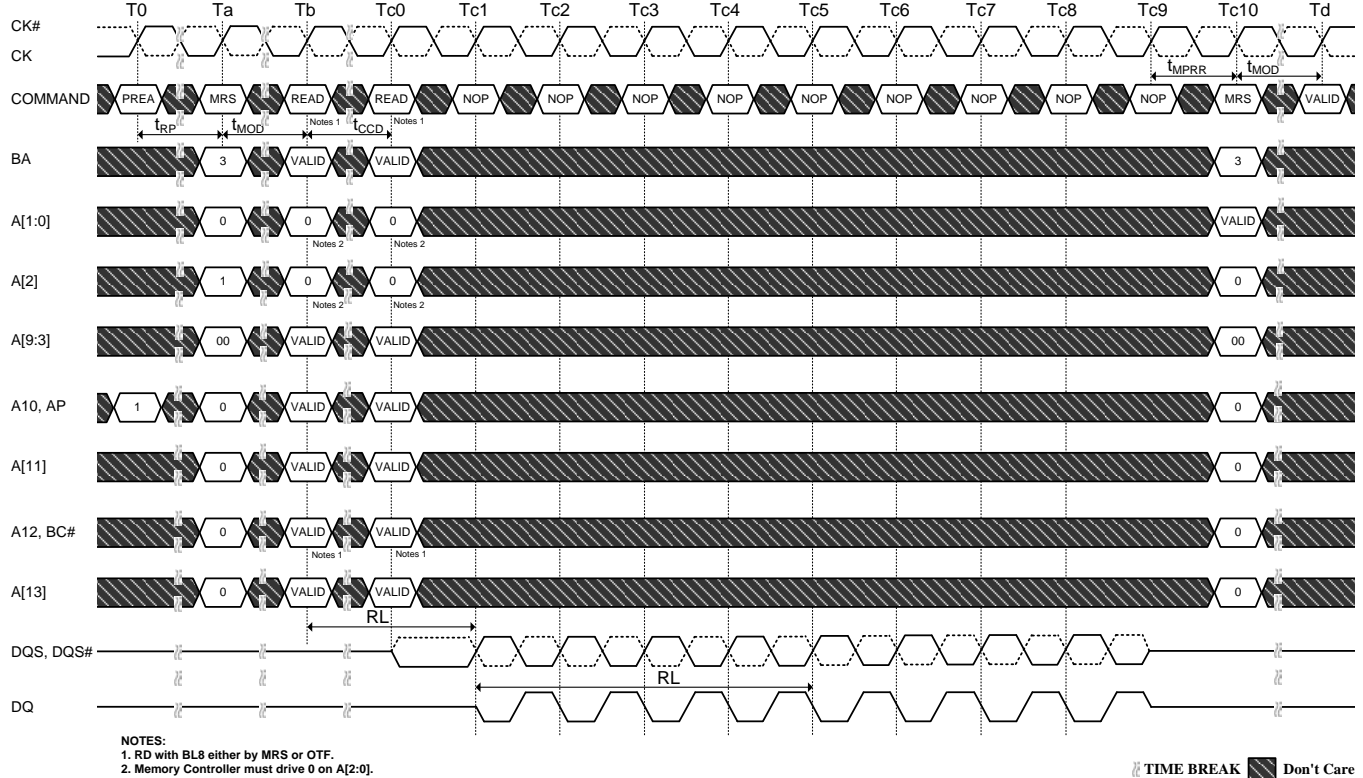 T0 Ta Tb Tc0 Tc1 Tc2 Tc3 Tc4 Tc5 Tc6 Tc7 Tc8 Tc9 Tc10 Td
CK#
CK
tMPRR tMOD
COMMAND PREA MRS READ READ NOP NOP NOP NOP NOP NOP NOP NOP NOP MRS VALID
Notes 1 Notes 1
tRP tMOD tCCD
BA 3 VALID VALID 3
A[1:0] 0 0 0 VALID
Notes 2 Notes 2
A[2] 1 0 0 0
Notes 2 Notes 2
A[9:3] 00 VALID VALID 00
A10, AP 1 0 VALID VALID 0
A[11] 0 VALID VALID 0
A12, BC# 0 VALID VALID 0
Notes 1 Notes 1
A[13] 0 VALID VALID 0
RL
DQS, DQS#
RL
DQ
NOTES:
1. RD with BL8 either by MRS or OTF.
2. Memory Controller must drive 0 on A[2:0].
TIME BREAK Don't Care